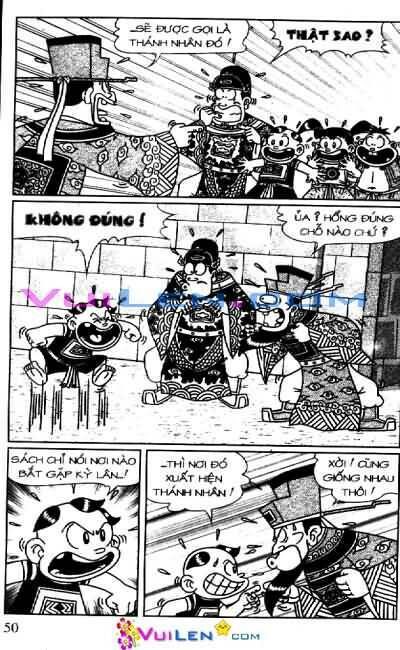 ...SẼ ĐƯỢC GỌI LÀ
THÁNH NHÂN ĐÓ !
THẬT SAO ?
KHÔNG ĐÚNG !
ỦA ? HỔNG ĐÚNG
CHỖ NÀO CHỨ ?
VUILEN.COM
SÁCH CHỈ NÓI NƠI NÀO
BẮT GẶP KỲ LÂN...!
...THÌ NƠI ĐÓ
XUẤT HIỆN
THÁNH NHÂN !
XỜI ! CŨNG
GIỐNG NHAU
THÔI !
50
VUILEN.COM